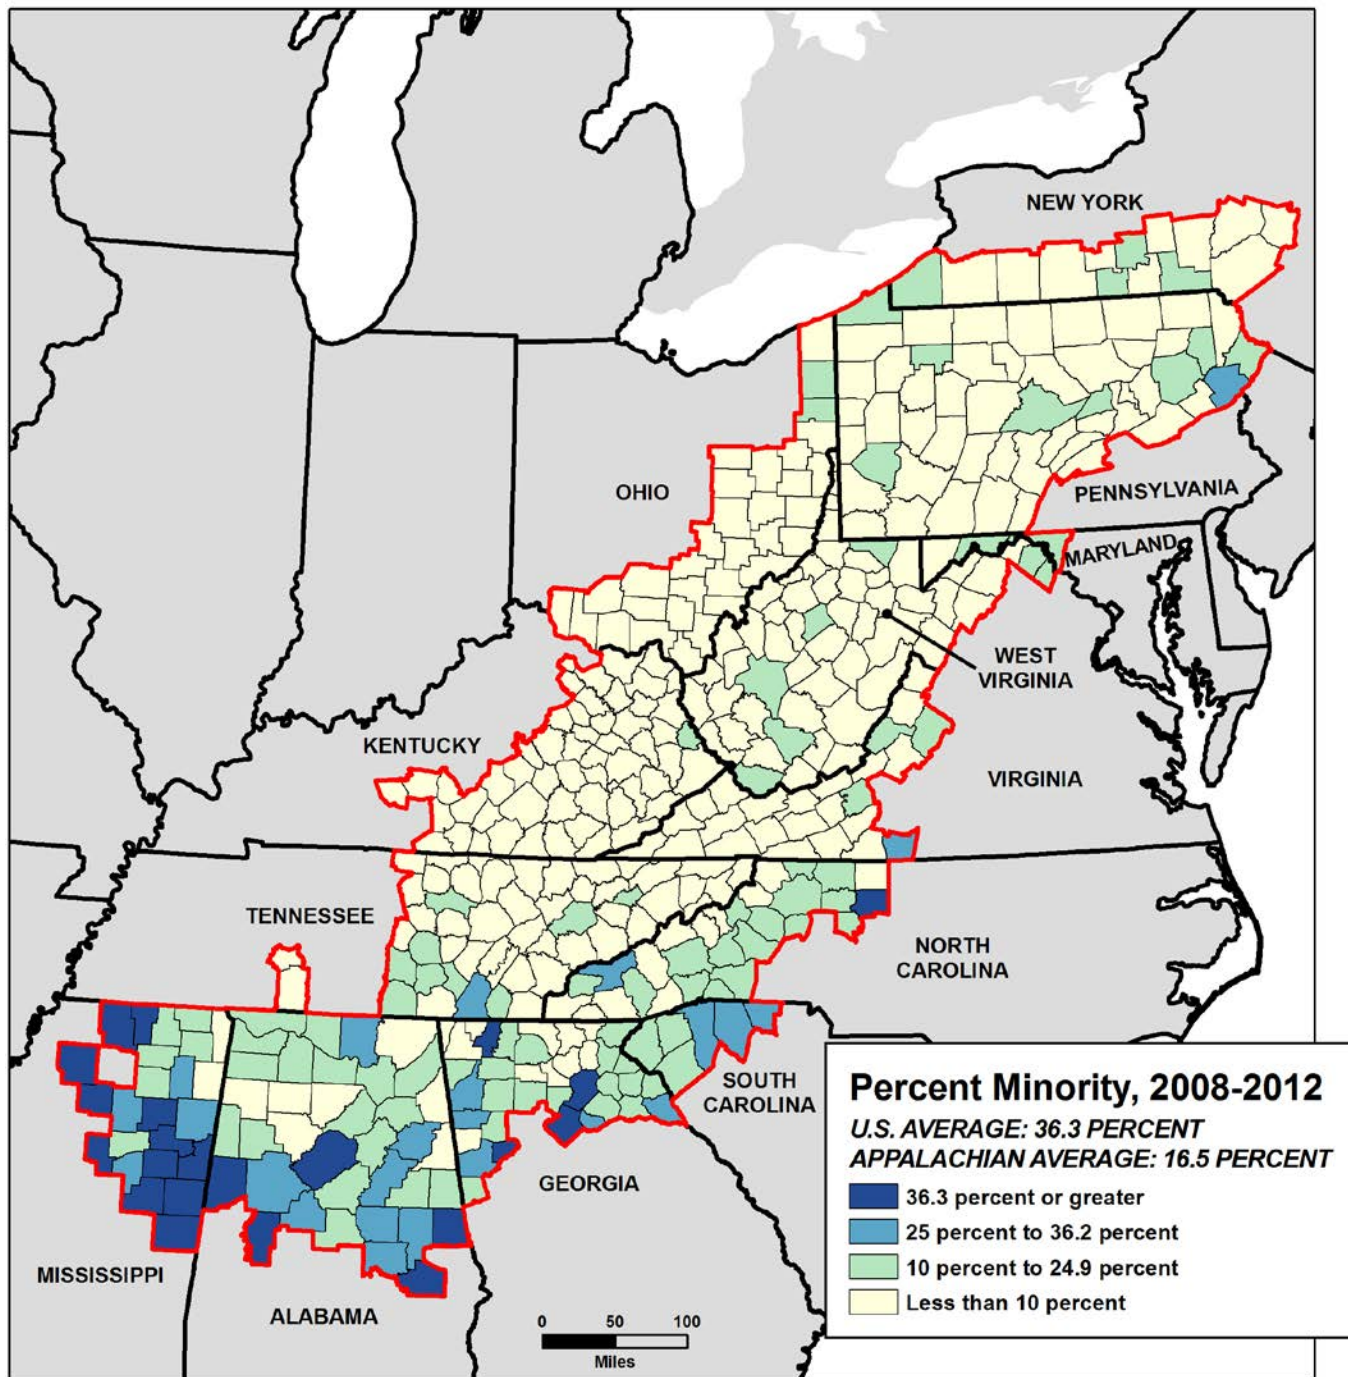 NEW YORK
OHIO
PENNSYLVANIA
MARYLAND
WEST
VIRGINIA
KENTUCKY
VIRGINIA
TENNESSEE
NORTH
CAROLINA
SOUTH
CAROLINA
GEORGIA
MISSISSIPPI
ALABAMA
0 50 100
Miles
Percent Minority, 2008-2012
U.S. AVERAGE: 36.3 PERCENT
APPALACHIAN AVERAGE: 16.5 PERCENT
36.3 percent or greater
25 percent to 36.2 percent
10 percent to 24.9 percent
Less than 10 percent